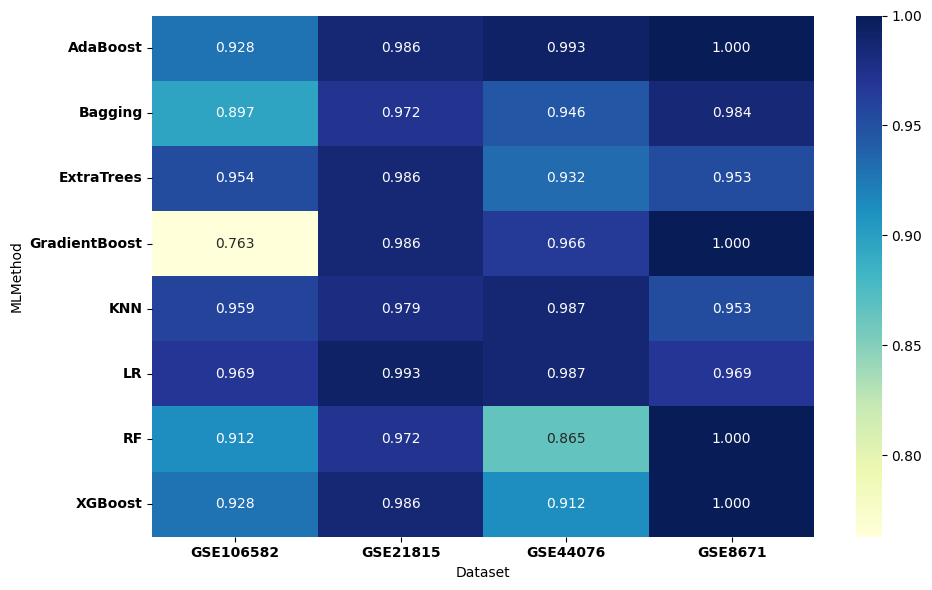 AdaBoost 0.928 0.986 0.993 1.000
Bagging 0.897 0.972 0.946 0.984
ExtraTrees 0.954 0.986 0.932 0.953
GradientBoost 0.763 0.986 0.966 1.000
KNN 0.959 0.979 0.987 0.953
LR 0.969 0.993 0.987 0.969
RF 0.912 0.972 0.865 1.000
XGBoost 0.928 0.986 0.912 1.000
GSE106582 GSE21815 GSE44076 GSE8671
Dataset
MLMethod
1.00
0.95
0.90
0.85
0.80